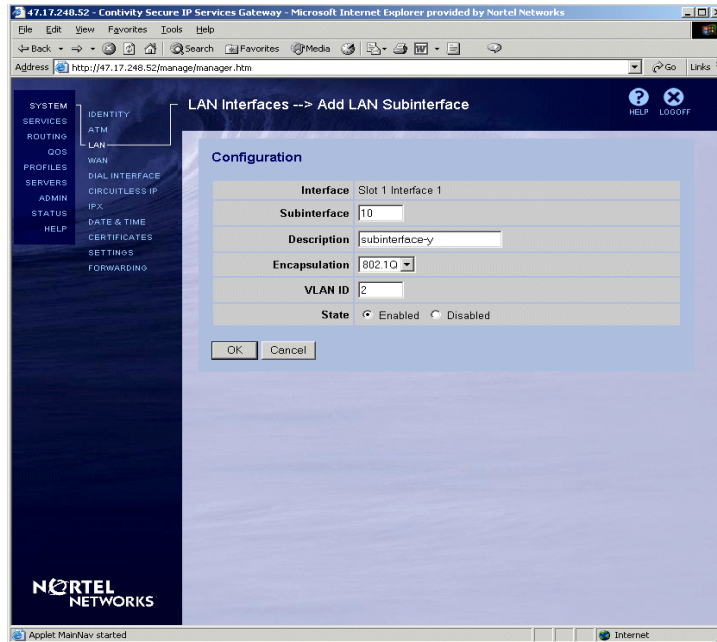 47.17.248.52 - Contivity Secure IP Services Gateway - Microsoft Internet Explorer provided by Nortel Networks
File Edit View Favorites Tools Help
Back Search Favorites Media
Address http://47.17.248.52/manage/manager.htm Go Links
SYSTEM
SERVICES
ROUTING
QOS
PROFILES
SERVERS
ADMIN
STATUS
HELP
IDENTITY
ATM
LAN
WAN
DIAL INTERFACE
CIRCUITLESS IP
IPX
DATE & TIME
CERTIFICATES
SETTINGS
FORWARDING
LAN Interfaces --> Add LAN Subinterface
HELP LOGOFF
Configuration
Interface Slot 1 Interface 1
Subinterface 10
Description subinterface-y
Encapsulation 802.1Q
VLAN ID 2
State Enabled Disabled
OK Cancel
NORTEL
NETWORKS
Applet MainNav started Internet